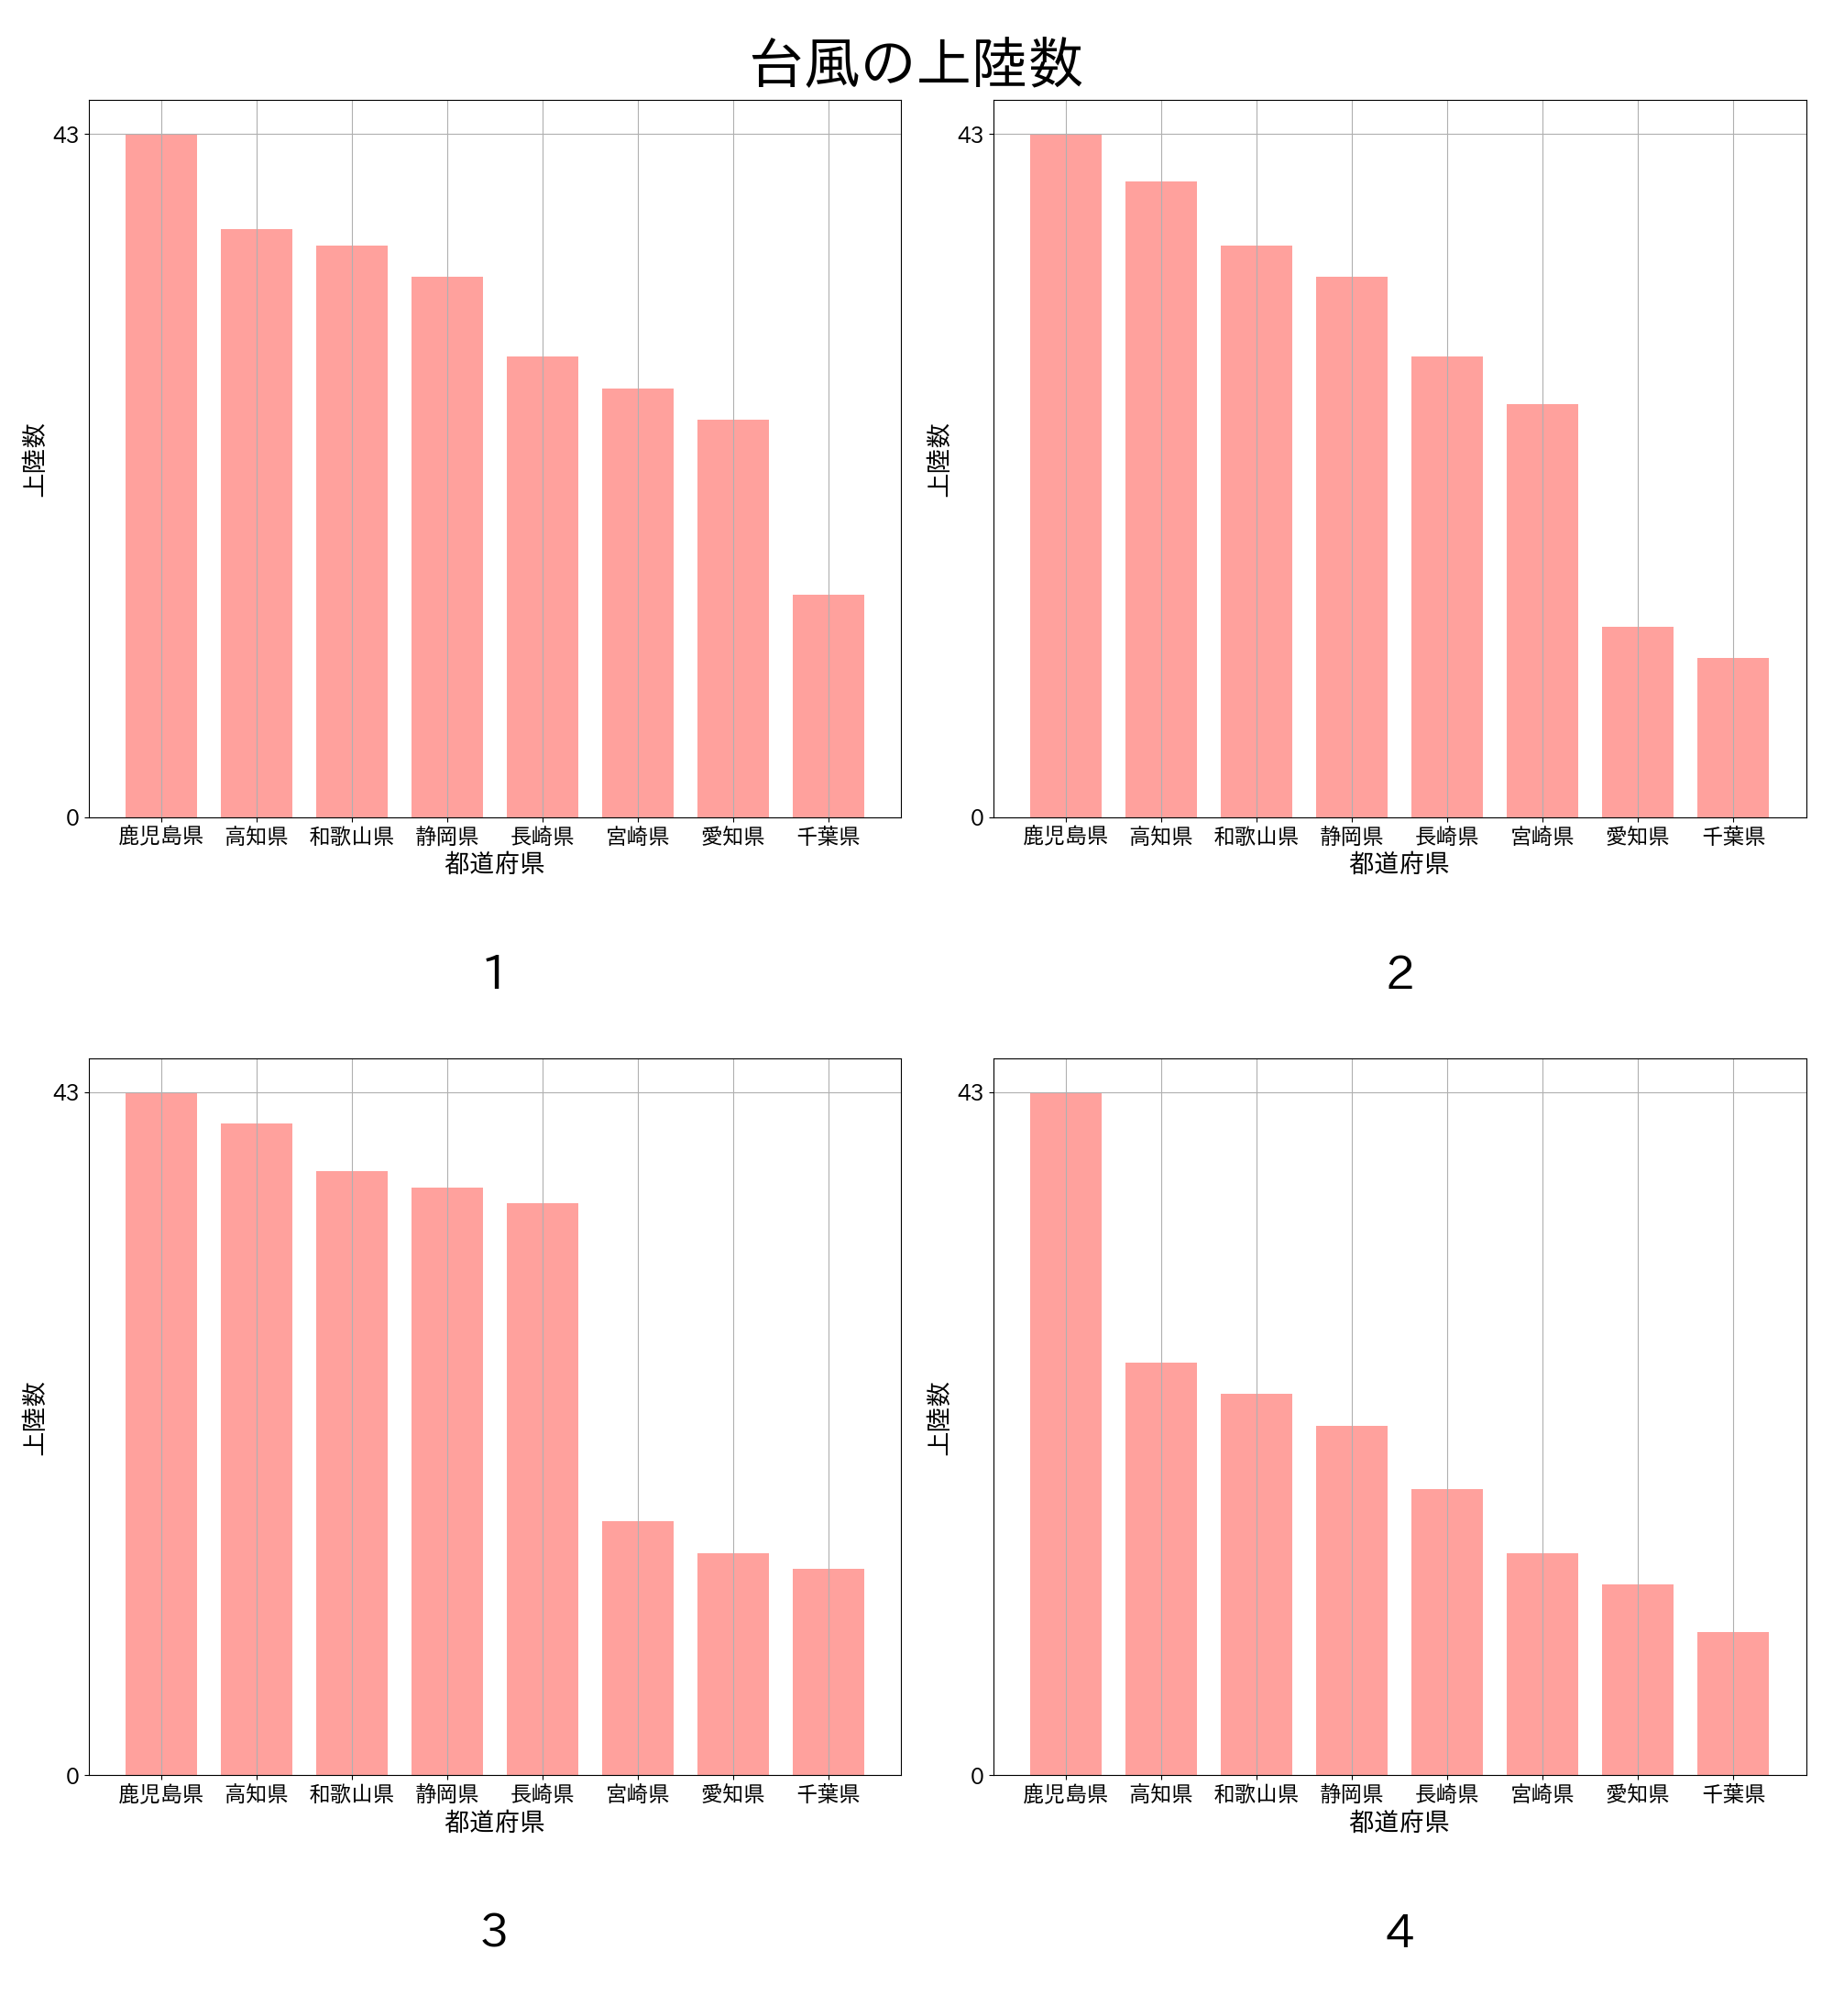 台風の上陸数
43
0
上陸数
鹿児島県 高知県 和歌山県 静岡県 長崎県 宮崎県 愛知県 千葉県
都道府県
1
43
0
上陸数
鹿児島県 高知県 和歌山県 静岡県 長崎県 宮崎県 愛知県 千葉県
都道府県
2
43
0
上陸数
鹿児島県 高知県 和歌山県 静岡県 長崎県 宮崎県 愛知県 千葉県
都道府県
3
43
0
上陸数
鹿児島県 高知県 和歌山県 静岡県 長崎県 宮崎県 愛知県 千葉県
都道府県
4